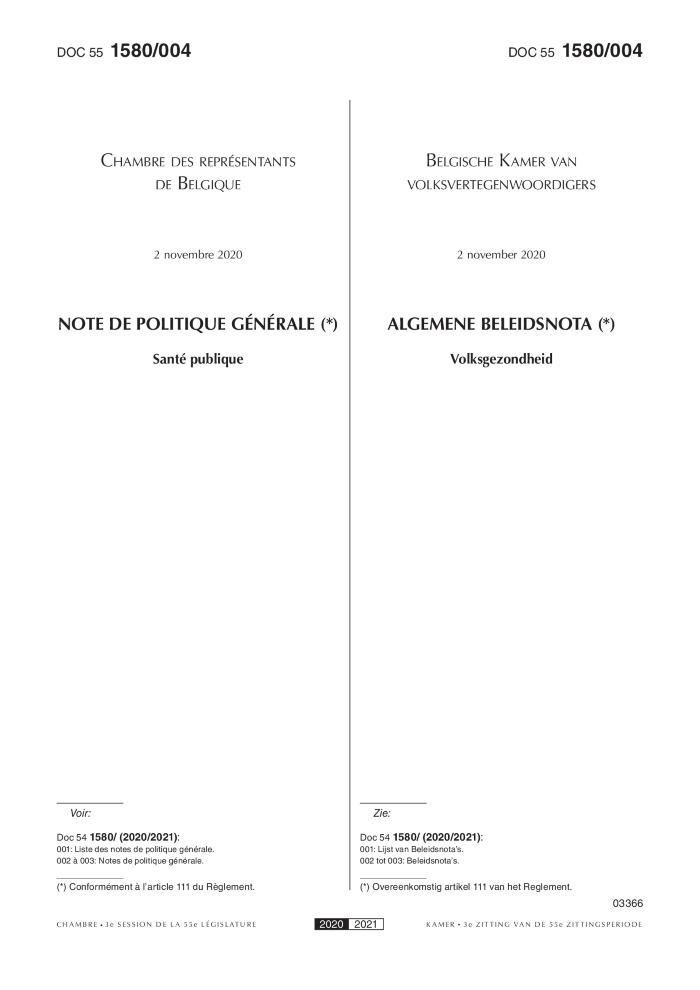 DOC 55 1580/004
DOC 55 1580/004
Chambre des représentants
de Belgique
2 novembre 2020
NOTE DE POLITIQUE GÉNÉRALE (*)
Santé publique
Belgische Kamer van
volksvertegenwoordigers
2 november 2020
ALGEMENE BELEIDSNOTA (*)
Volksgezondheid
Voir:
Doc 54 1580/ (2020/2021):
001: Liste des notes de politique générale.
002 à 003: Notes de politique générale.
(*) Conformément à l'article 111 du Règlement.
Zie:
Doc 54 1580/ (2020/2021):
001: Lijst van Beleidsnota's.
002 tot 003: Beleidsnota's.
(*) Overeenkomstig artikel 111 van het Reglement.
03366
CHAMBRE • 3e SESSION DE LA 55e LÉGISLATURE
2020 2021
KAMER • 3e ZITTING VAN DE 55e ZITTINGSPERIODE